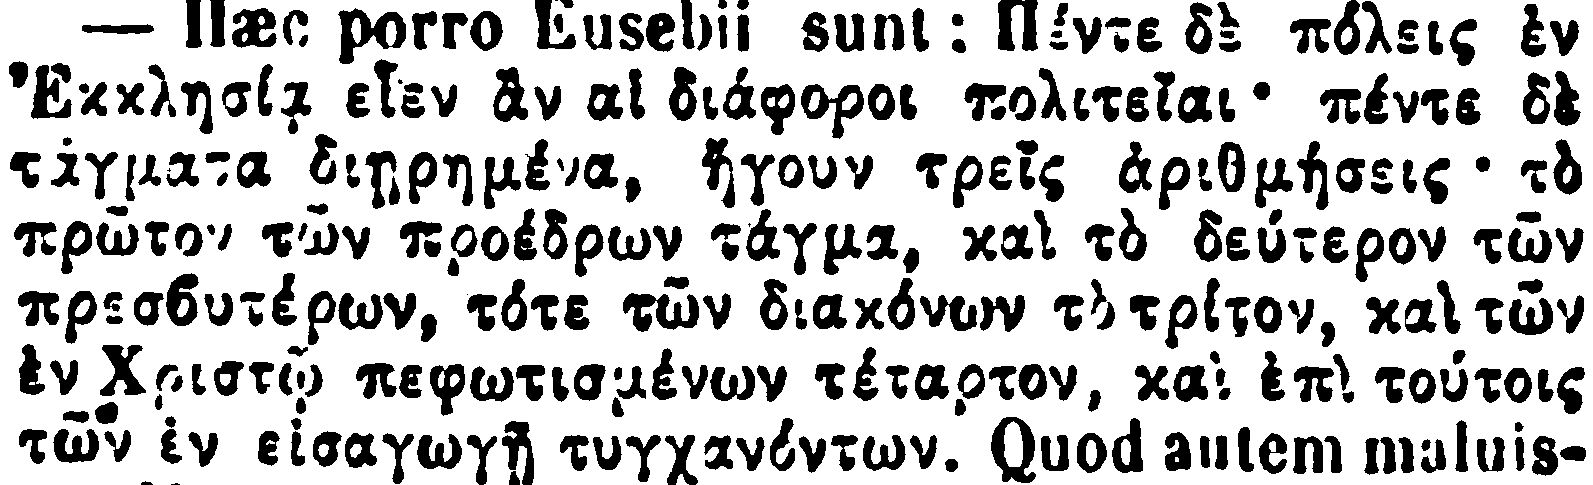 — Hæc porro Eusebii sunt : Πέντε δὲ πόλεις ἐν
Ἐκκλησίᾳ εἶεν ἂν αἱ διάφοροι πολιτεῖαι · πέντε δὲ
τάγματα διῃρημένα, ἤγουν τρεῖς ἀριθμήσεις · τὸ
πρῶτον τῶν προέδρων τάγμα, καὶ τὸ δεύτερον τῶν
πρεσϐυτέρων, τότε τῶν διακόνων τὸ τρίτον, καὶ τῶν
ἐν Χριστῷ πεφωτισμένων τέταρτον, καὶ ἐπὶ τούτοις
τῶν ἐν εἰσαγωγῇ τυγχανόντων. Quod autem maluis-